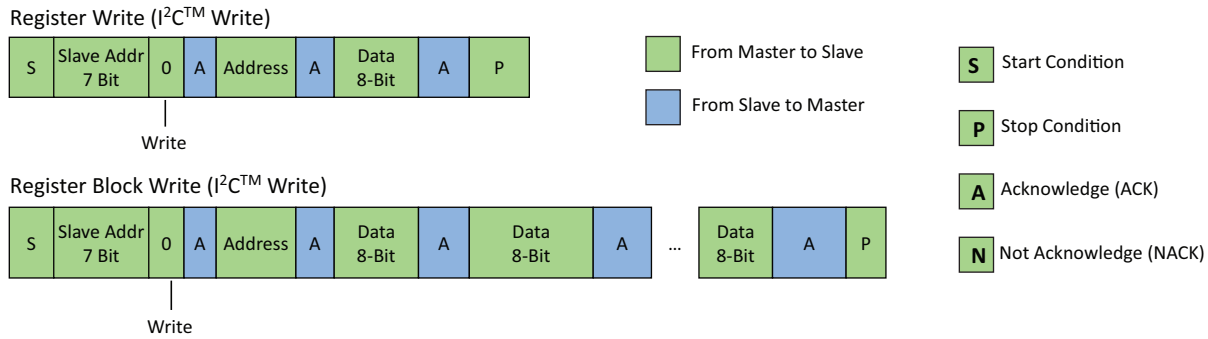 Register Write (I²C™ Write)
S Slave Addr 7 Bit 0 A Address A Data 8-Bit A P
Write
From Master to Slave
From Slave to Master
S Start Condition
P Stop Condition
A Acknowledge (ACK)
N Not Acknowledge (NACK)
Register Block Write (I²C™ Write)
S Slave Addr 7 Bit 0 A Address A Data 8-Bit A Data 8-Bit A ... Data 8-Bit A P
Write